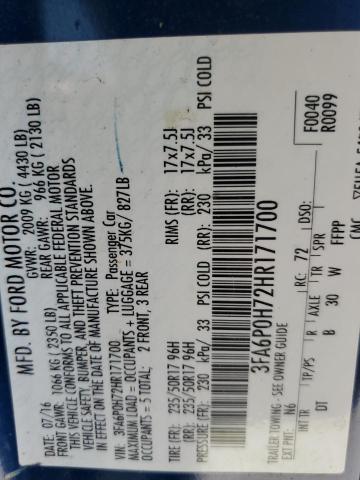 MFD. BY FORD MOTOR CO.
GVWR: 2009 KG ( 4430 LB)
07/16
FRONT GAWR: 1066 KG ( 2350 LB) REAR GAWR: 966 KG ( 2130 LB)
VEHICLE CONFORMS TO ALL APPLICABLE FEDERAL MOTOR
VEHICLE SAFETY, BUMPER, AND THEFT PREVENTION STANDARDS
IN EFFECT ON THE DATE OF MANUFACTURE SHOWN ABOVE.
VIN: 3FA6P0H72HR171700 TYPE: Passenger Car
MAXIMUM LOAD = OCCUPANTS + LUGGAGE = 375KG/ 827LB
OCCUPANTS = 5 TOTAL; 2 FRONT, 3 REAR
TIRE (FR): 235/50R17 96H RIMS (FR): 17x7.5J
(RR): 235/50R17 96H (RR): 17x7.5J
PRESSURE (FR): 230 kPa/ 33 PSI COLD (RR): 230 kPa/ 33 PSI COLD
3FA6P0H72HR171700
TRAILER TOWING - SEE OWNER GUIDE
EXT PNT: N6 RC: 72 DSO: F0040
R0099
INT TR TP/PS R AXLE TR SPR
DT B 30 W FFPP